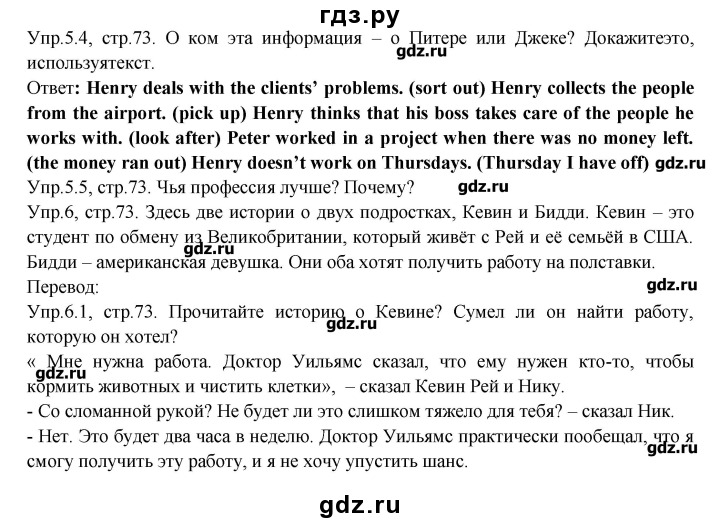 гдз.ру
Упр.5.4, стр.73. О ком эта информация – о Питере или Джеке? Докажитеэто,
gdz.ru
используятекст.
Ответ: Henry deals with the clients’ problems. (sort out) Henry collects the people
from the airport. (pick up) Henry thinks that his boss takes care of the people he
works with. (look after) Peter worked in a project when there was no money left.
(the money ran out) Henry doesn’t work on Thursdays. (Thursday I have off) gdz.ru
Упр.5.5, стр.73. Чья профессия лучше? Почему? gdz.ru
Упр.6, стр.73. Здесь две истории о двух подростках, Кевин и Бидди. Кевин – это
студент по обмену из Великобритании, который живёт с Рей и её семьёй в США.
gdz.ru
Бидди – американская девушка. Они оба хотят получить работу на полставки.
Перевод: gdz.ru
Упр.6.1, стр.73. Прочитайте историю о Кевине? Сумел ли он найти работу,
gdz.ru
которую он хотел?
« Мне нужна работа. Доктор Уильямс сказал, что ему нужен кто-то, чтобы
gdz.ru
кормить животных и чистить клетки», – сказал Кевин Рей и Нику.
- Со сломанной рукой? Не будет ли это слишком тяжело для тебя? – сказал Ник.
- Нет. Это будет два часа в неделю. Доктор Уильямс практически пообещал, что я
gdz.ru
смогу получить эту работу, и я не хочу упустить шанс.
gdz.ru